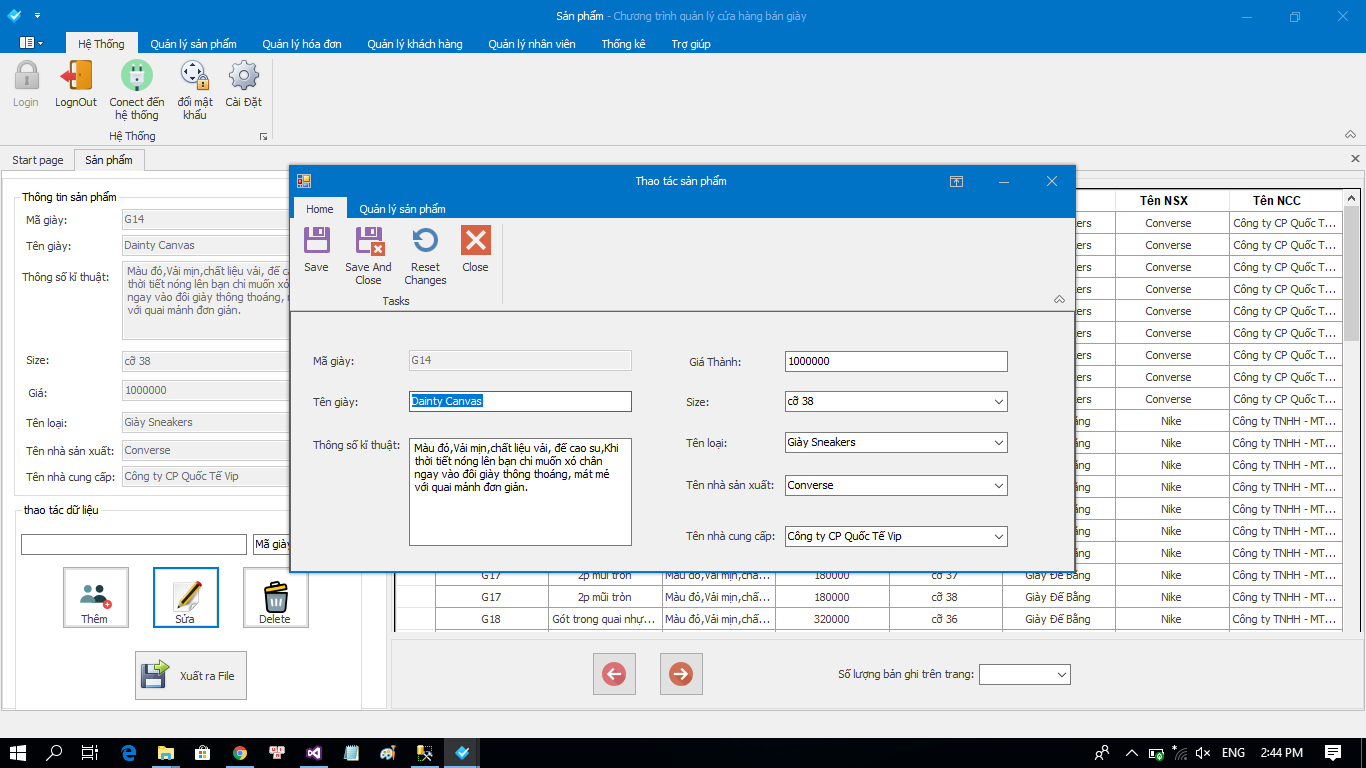 Sản phẩm - Chương trình quản lý cửa hàng bán giày
Hệ Thống Quản lý sản phẩm Quản lý hóa đơn Quản lý khách hàng Quản lý nhân viên Thống kê Trợ giúp
Login LognOut Conect đến hệ thống đổi mật khẩu Cài Đặt
Hệ Thống
Start page Sản phẩm
Thông tin sản phẩm
Mã giày: G14
Tên giày: Dainty Canvas
Thông số kĩ thuật: Màu đỏ,Vải mịn,chất liệu vải, đế ca
thời tiết nóng lên bạn chỉ muốn xỏ
ngay vào đôi giày thông thoáng, m
với quai mảnh đơn giản.
Size: cỡ 38
Giá: 1000000
Tên loại: Giày Sneakers
Tên nhà sản xuất: Converse
Tên nhà cung cấp: Công ty CP Quốc Tế Vip
thao tác dữ liệu
Mã giày
Thêm Sửa Delete
Xuất ra File
Thao tác sản phẩm
Home Quản lý sản phẩm
Save Save And Close Reset Changes Close
Tasks
Mã giày: G14
Tên giày: Dainty Canvas
Thông số kĩ thuật: Màu đỏ,Vải mịn,chất liệu vải, đế cao su,Khi
thời tiết nóng lên bạn chỉ muốn xỏ chân
ngay vào đôi giày thông thoáng, mát mẻ
với quai mảnh đơn giản.
Giá Thành: 1000000
Size: cỡ 38
Tên loại: Giày Sneakers
Tên nhà sản xuất: Converse
Tên nhà cung cấp: Công ty CP Quốc Tế Vip
Tên NSX Tên NCC
ers Converse Công ty CP Quốc T...
ers Converse Công ty CP Quốc T...
ers Converse Công ty CP Quốc T...
ers Converse Công ty CP Quốc T...
ers Converse Công ty CP Quốc T...
ers Converse Công ty CP Quốc T...
ers Converse Công ty CP Quốc T...
ers Converse Công ty CP Quốc T...
ers Converse Công ty CP Quốc T...
ằng Nike Công ty TNHH - MT...
ằng Nike Công ty TNHH - MT...
ằng Nike Công ty TNHH - MT...
ằng Nike Công ty TNHH - MT...
ằng Nike Công ty TNHH - MT...
ằng Nike Công ty TNHH - MT...
ằng Nike Công ty TNHH - MT...
G17 2p mũi tròn Màu đỏ,Vải mịn,chấ... 180000 cỡ 37 Giày Đế Bằng Nike Công ty TNHH - MT...
G17 2p mũi tròn Màu đỏ,Vải mịn,chấ... 180000 cỡ 38 Giày Đế Bằng Nike Công ty TNHH - MT...
G18 Gót trong quai nhự... Màu đỏ,Vải mịn,chấ... 320000 cỡ 36 Giày Đế Bằng Nike Công ty TNHH - MT...
Số lượng bản ghi trên trang:
ENG 2:44 PM